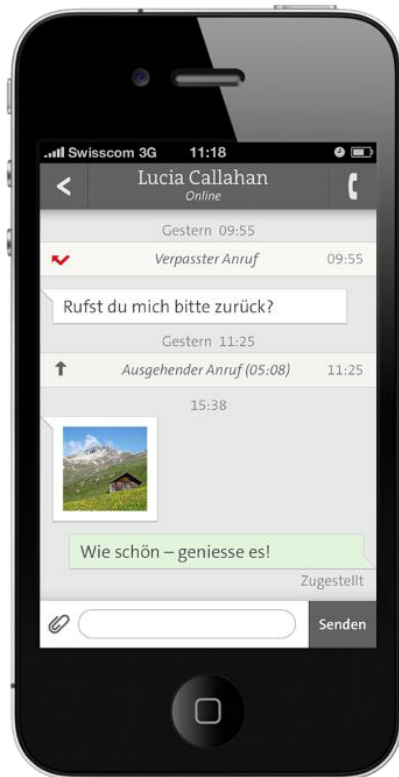 Swisscom 3G 11:18
Lucia Callahan
Online
Gestern 09:55
Verpasster Anruf 09:55
Rufst du mich bitte zurück?
Gestern 11:25
Ausgehender Anruf (05:08) 11:25
15:38
Wie schön – geniesse es!
Zugestellt
Senden